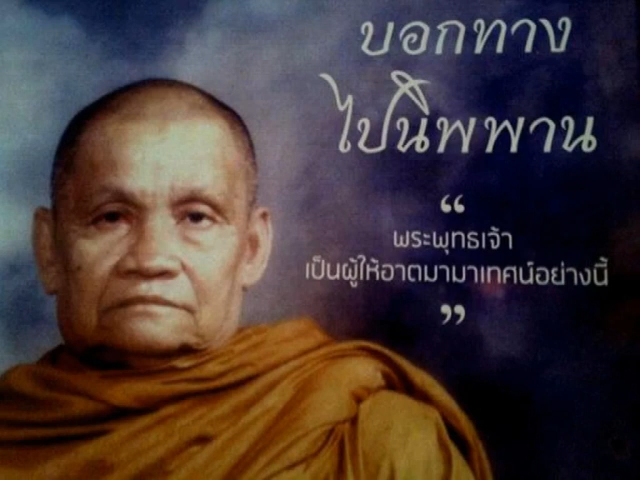 บอกทาง
ไปนิพพาน
“
พระพุทธเจ้า
เป็นผู้ให้อาตมามาเทศน์อย่างนี้
”